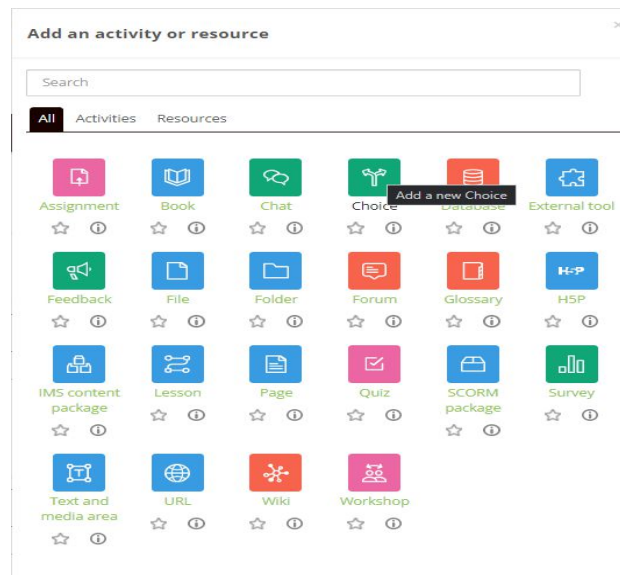 Add an activity or resource
×
Search
All Activities Resources
Assignment Book Chat Choice Database External tool
Add a new Choice
Feedback File Folder Forum Glossary H5P
IMS content
package
Lesson Page Quiz SCORM
package
Survey
Text and
media area
URL Wiki Workshop